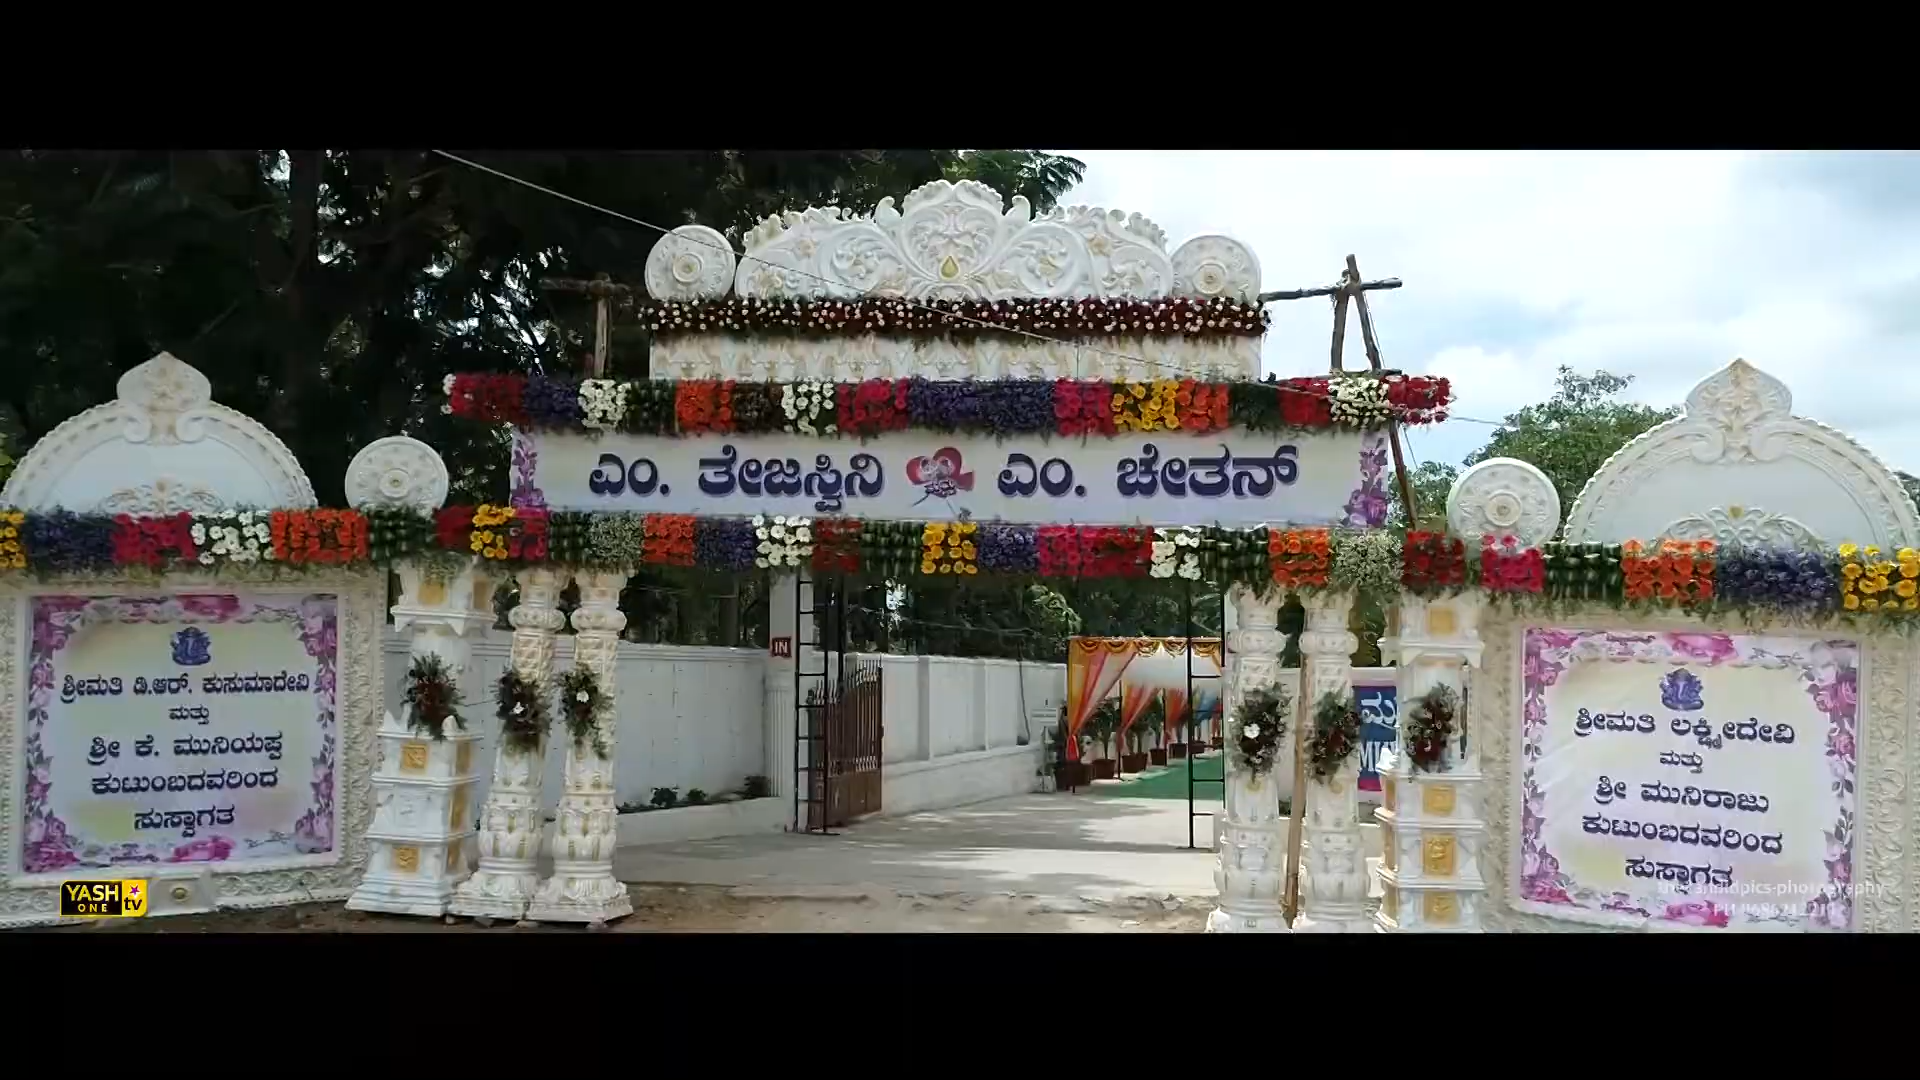 ಎಂ. ತೇಜಸ್ವಿನಿ ಎಂ. ಚೇತನ್
IN
ಶ್ರೀಮತಿ ಡಿ.ಆರ್. ಕುಸುಮಾದೇವಿ
ಮತ್ತು
ಶ್ರೀ ಕೆ. ಮುನಿಯಪ್ಪ
ಕುಟುಂಬದವರಿಂದ
ಸುಸ್ವಾಗತ
ಶ್ರೀಮತಿ ಲಕ್ಷ್ಮೀದೇವಿ
ಮತ್ತು
ಶ್ರೀ ಮುನಿರಾಜು
ಕುಟುಂಬದವರಿಂದ
ಸುಸ್ವಾಗತ
YASH tv
ONE